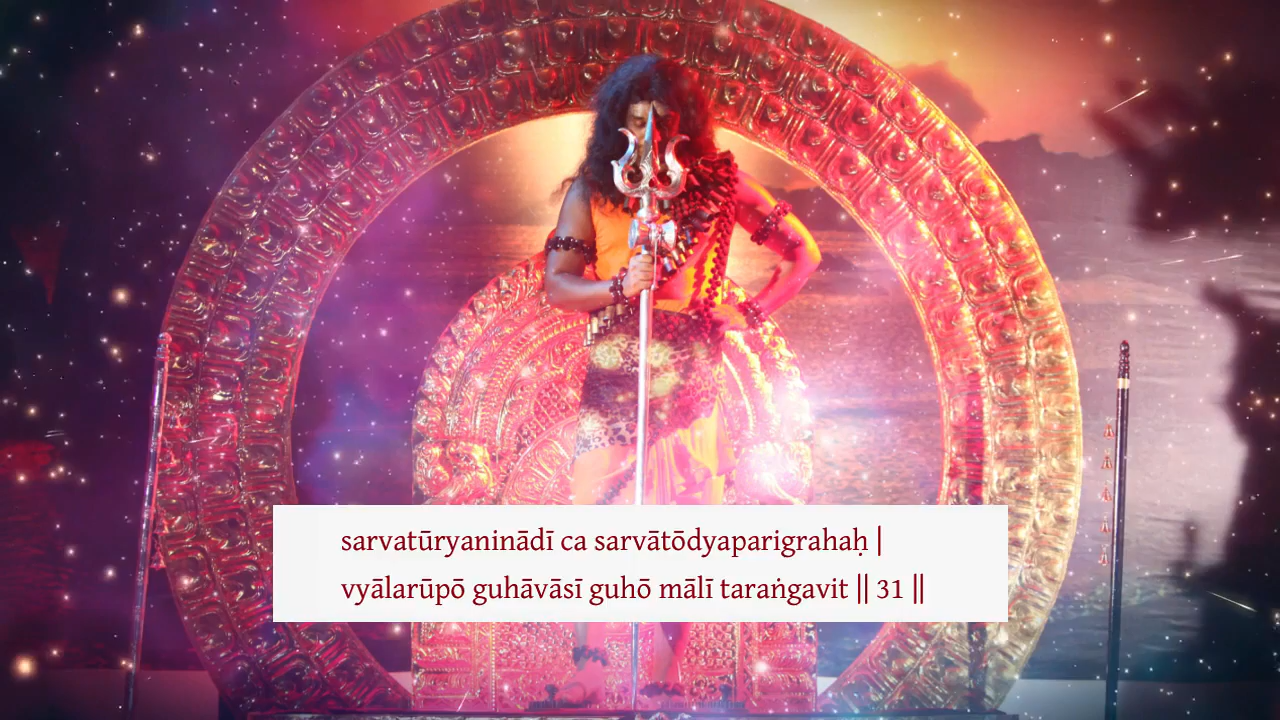 sarvatūryaninādī ca sarvātōdyaparigrahaḥ |
vyālarūpō guhāvāsī guhō mālī taraṅgavit || 31 ||